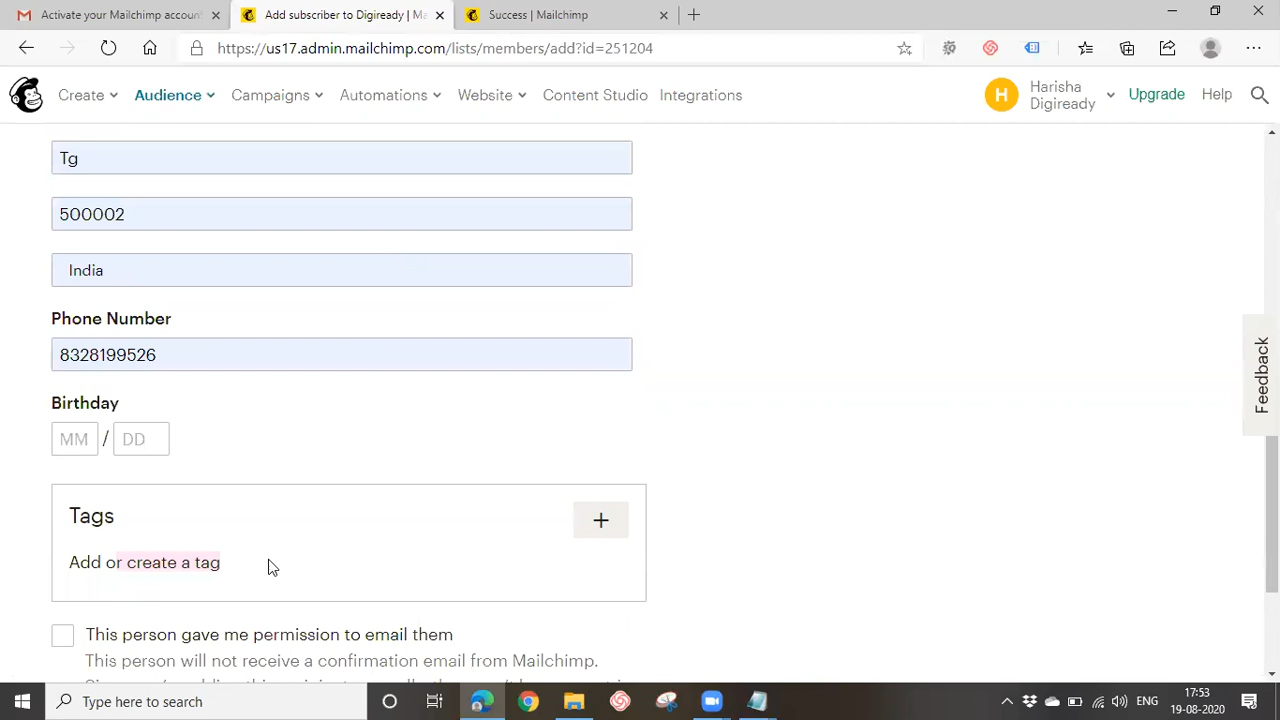 Activate your Mailchimp accoun
Add subscriber to Digiready | Ma
Success | Mailchimp
https://us17.admin.mailchimp.com/lists/members/add?id=251204
Create
Audience
Campaigns
Automations
Website
Content Studio
Integrations
H
Harisha
Digiready
Upgrade
Help
Tg
500002
India
Phone Number
8328199526
Birthday
MM / DD
Tags
+
Add or create a tag
This person gave me permission to email them
This person will not receive a confirmation email from Mailchimp.
Feedback
Type here to search
ENG
17:53
19-08-2020